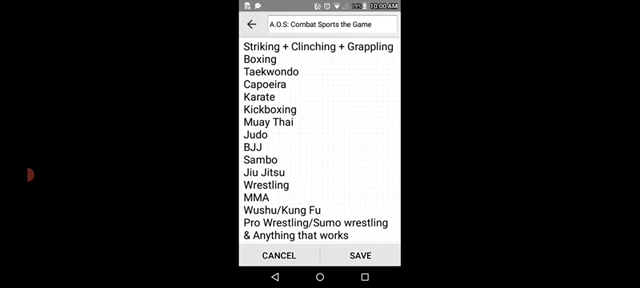 10:00 AM
A.O.S: Combat Sports the Game
Striking + Clinching + Grappling
Boxing
Taekwondo
Capoeira
Karate
Kickboxing
Muay Thai
Judo
BJJ
Sambo
Jiu Jitsu
Wrestling
MMA
Wushu/Kung Fu
Pro Wrestling/Sumo wrestling
& Anything that works
CANCEL SAVE